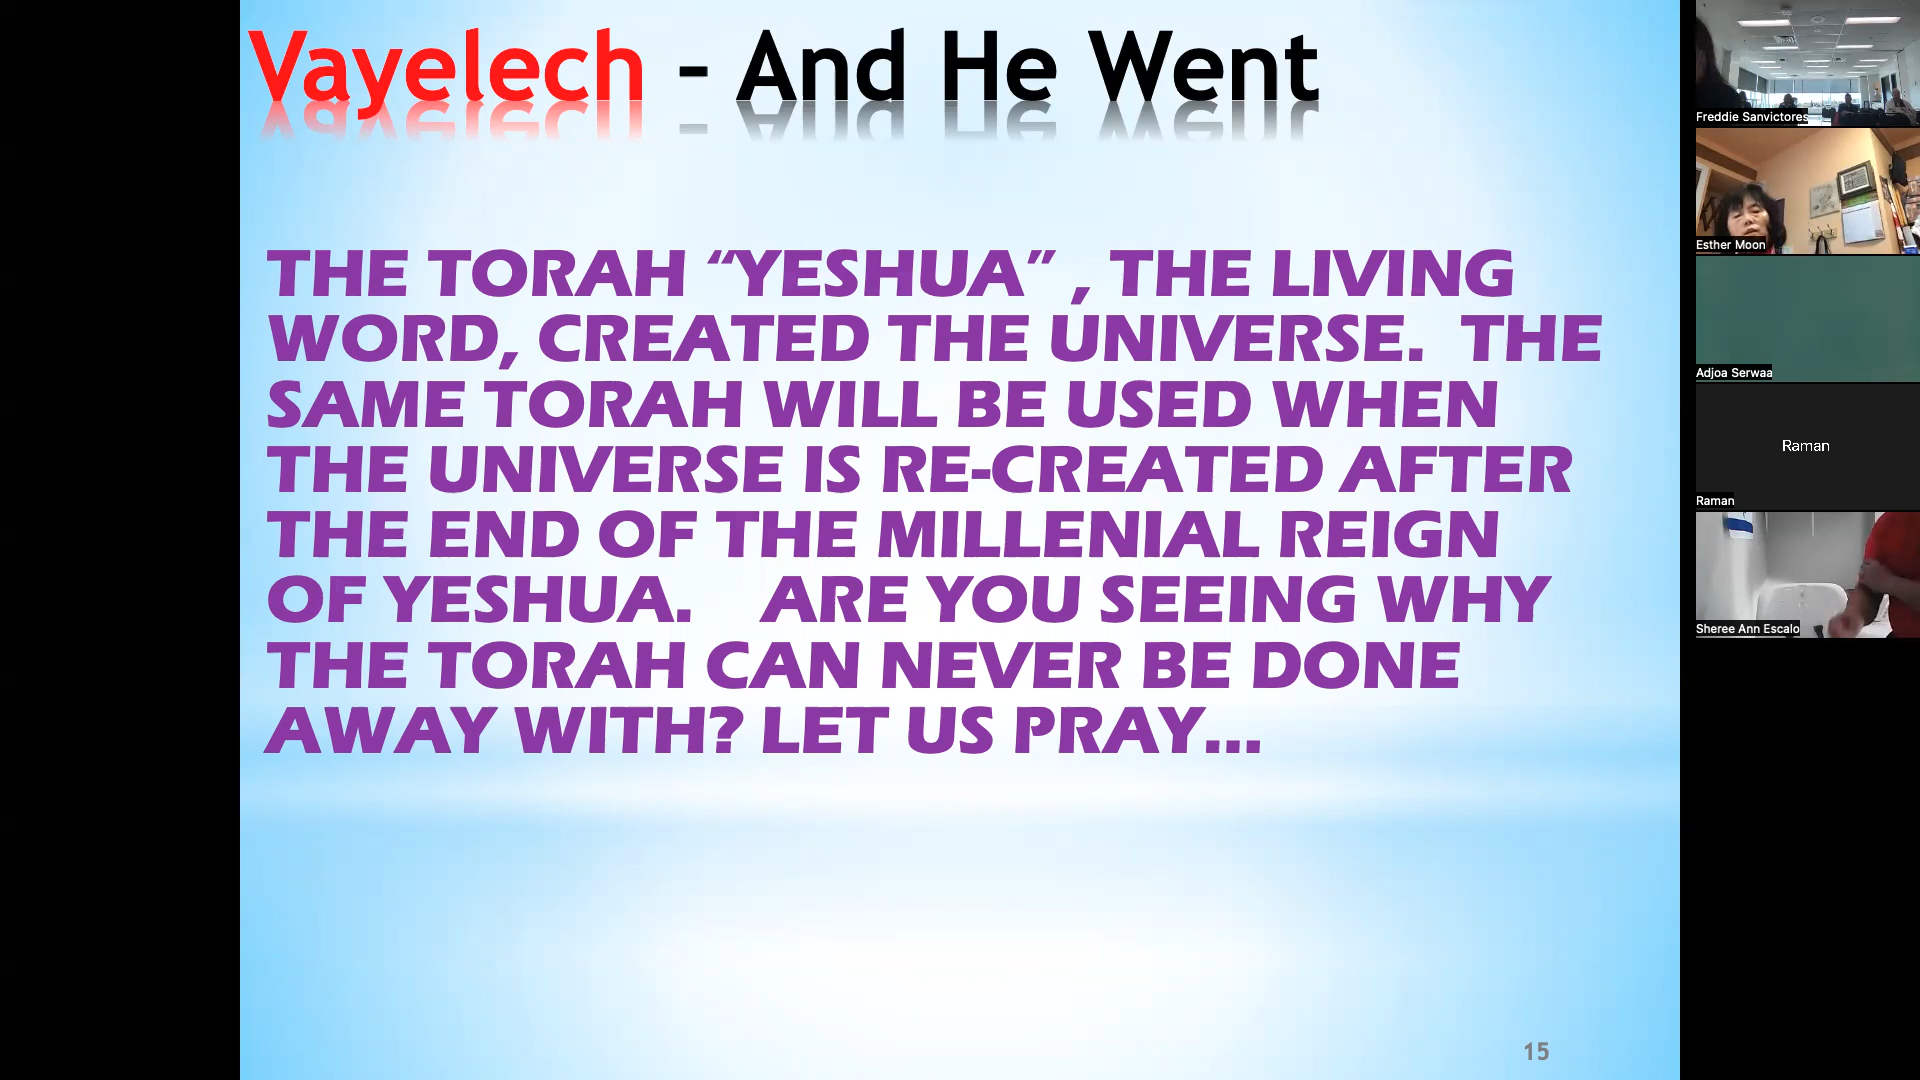 Vayelech - And He Went
THE TORAH “YESHUA” , THE LIVING
WORD, CREATED THE UNIVERSE.  THE
SAME TORAH WILL BE USED WHEN
THE UNIVERSE IS RE-CREATED AFTER
THE END OF THE MILLENIAL REIGN
OF YESHUA.    ARE YOU SEEING WHY
THE TORAH CAN NEVER BE DONE
AWAY WITH? LET US PRAY...
15
Freddie Sanvictores
Esther Moon
Adjoa Serwaa
Raman
Raman
Sheree Ann Escalo